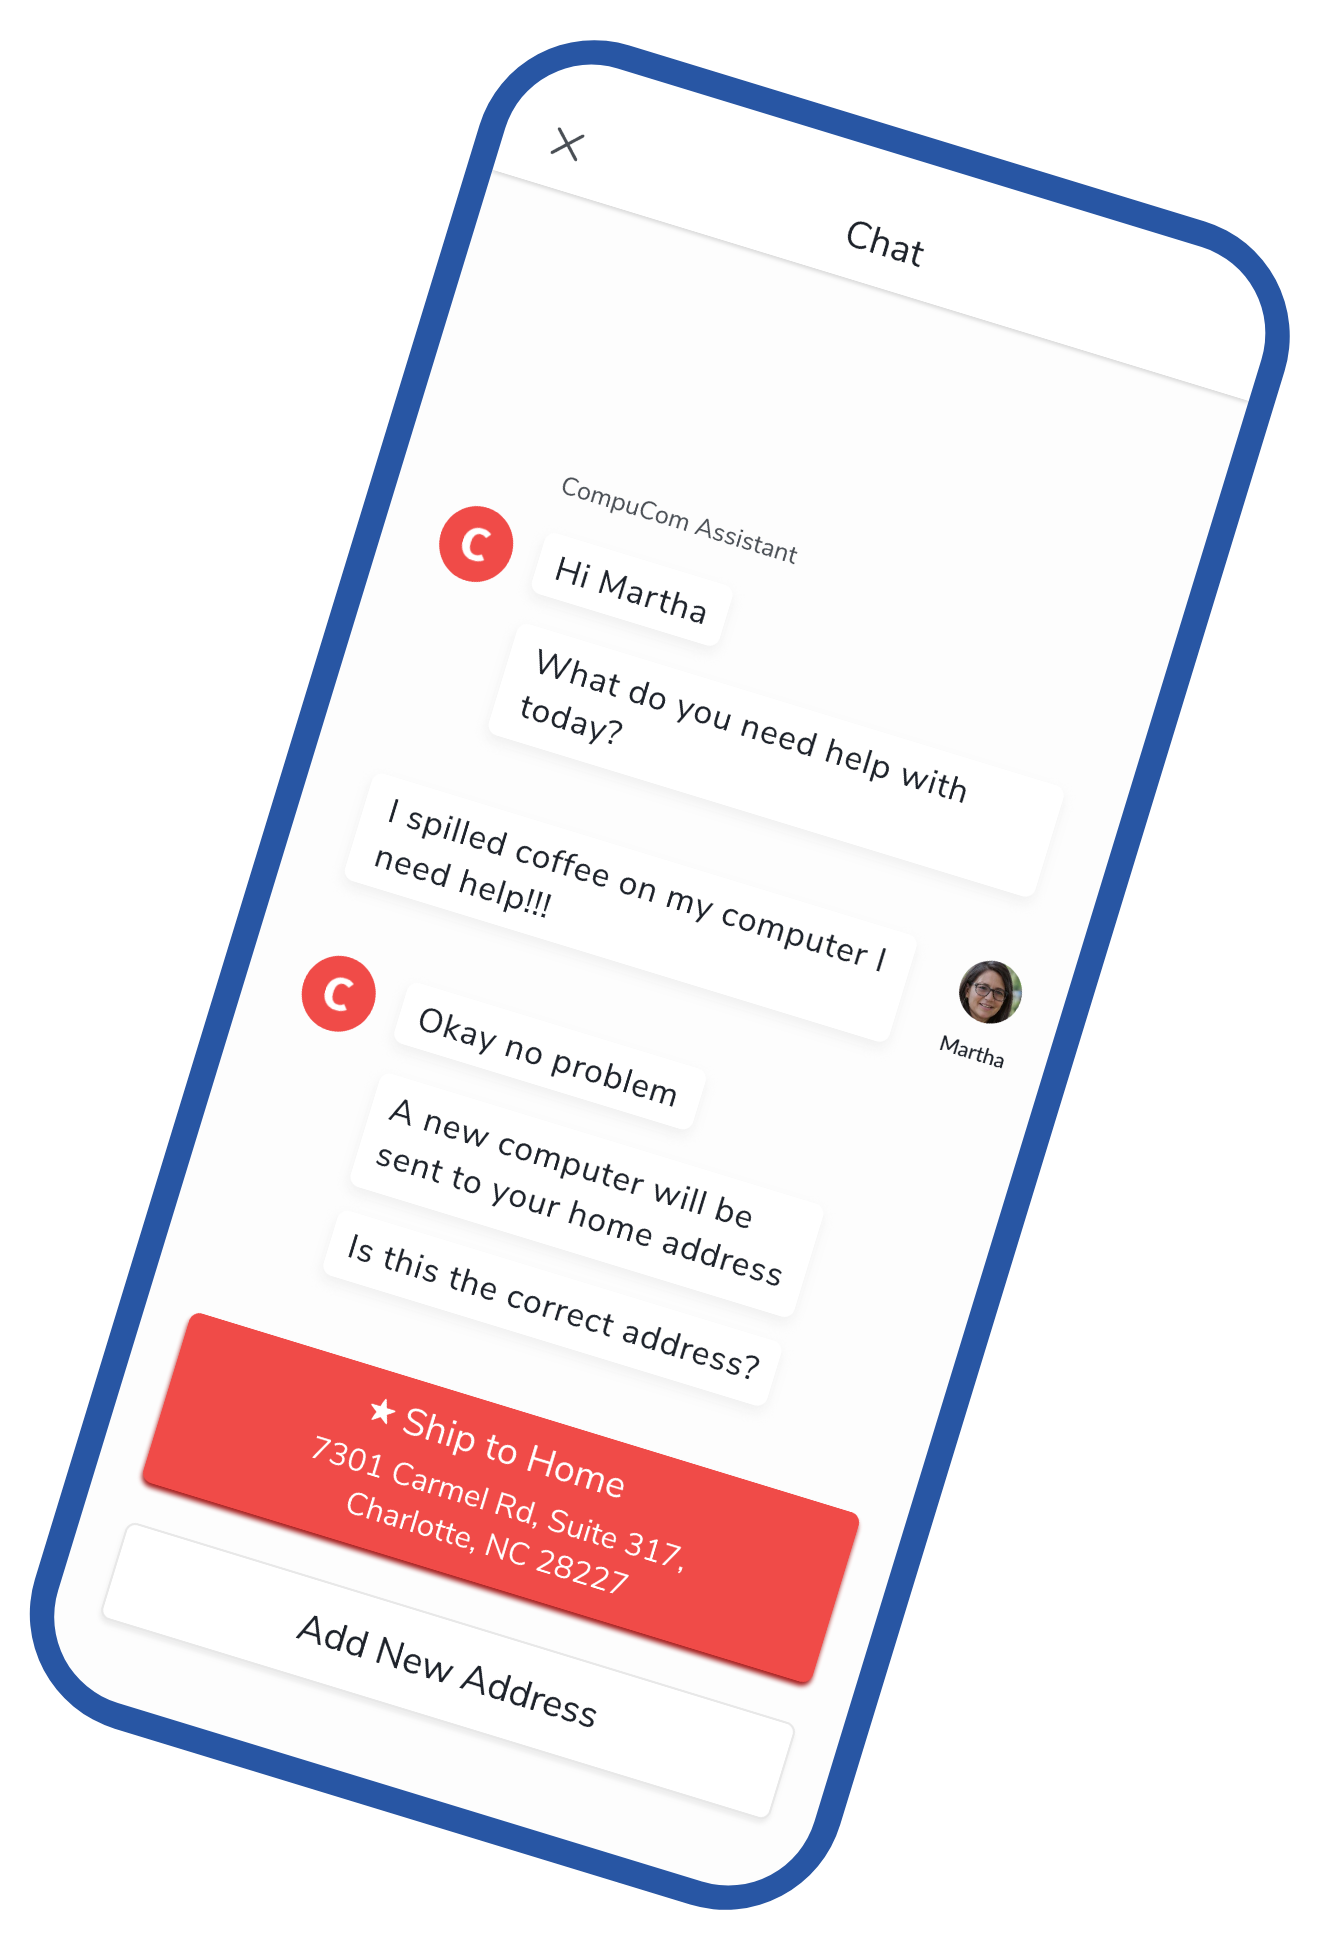 Chat
CompuCom Assistant
C
Hi Martha
What do you need help with
today?
I spilled coffee on my computer I
need help!!!
Martha
C
Okay no problem
A new computer will be
sent to your home address
Is this the correct address?
★ Ship to Home
7301 Carmel Rd, Suite 317,
Charlotte, NC 28227
Add New Address